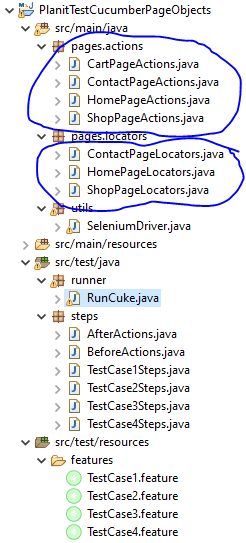 PlanitTestCucumberPageObjects
src/main/java
pages.actions
CartPageActions.java
ContactPageActions.java
HomePageActions.java
ShopPageActions.java
pages.locators
ContactPageLocators.java
HomePageLocators.java
ShopPageLocators.java
utils
SeleniumDriver.java
src/main/resources
src/test/java
runner
RunCuke.java
steps
AfterActions.java
BeforeActions.java
TestCase1Steps.java
TestCase2Steps.java
TestCase3Steps.java
TestCase4Steps.java
src/test/resources
features
TestCase1.feature
TestCase2.feature
TestCase3.feature
TestCase4.feature